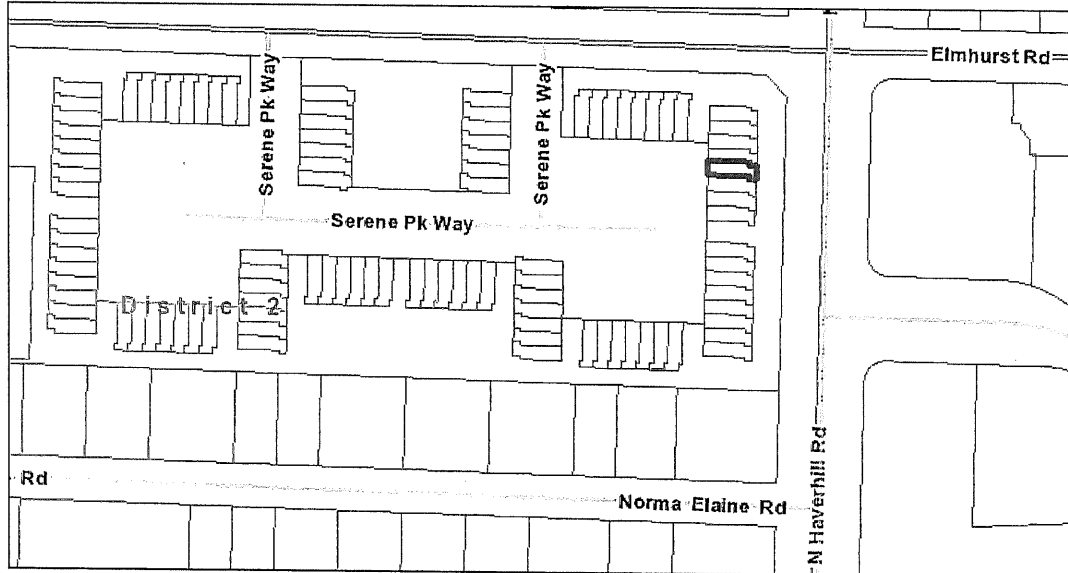 Elmhurst Rd
Serene Pk Way
Serene Pk Way
Serene Pk Way
District 2
N Haverhill Rd
Rd
Norma Elaine Rd